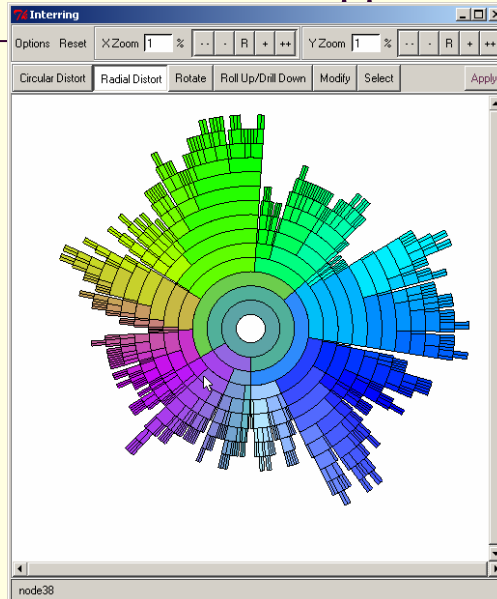 Interring
Options Reset X Zoom 1 % -- - R + ++ Y Zoom 1 % -- - R + ++
Circular Distort Radial Distort Rotate Roll Up/Drill Down Modify Select Apply
node38